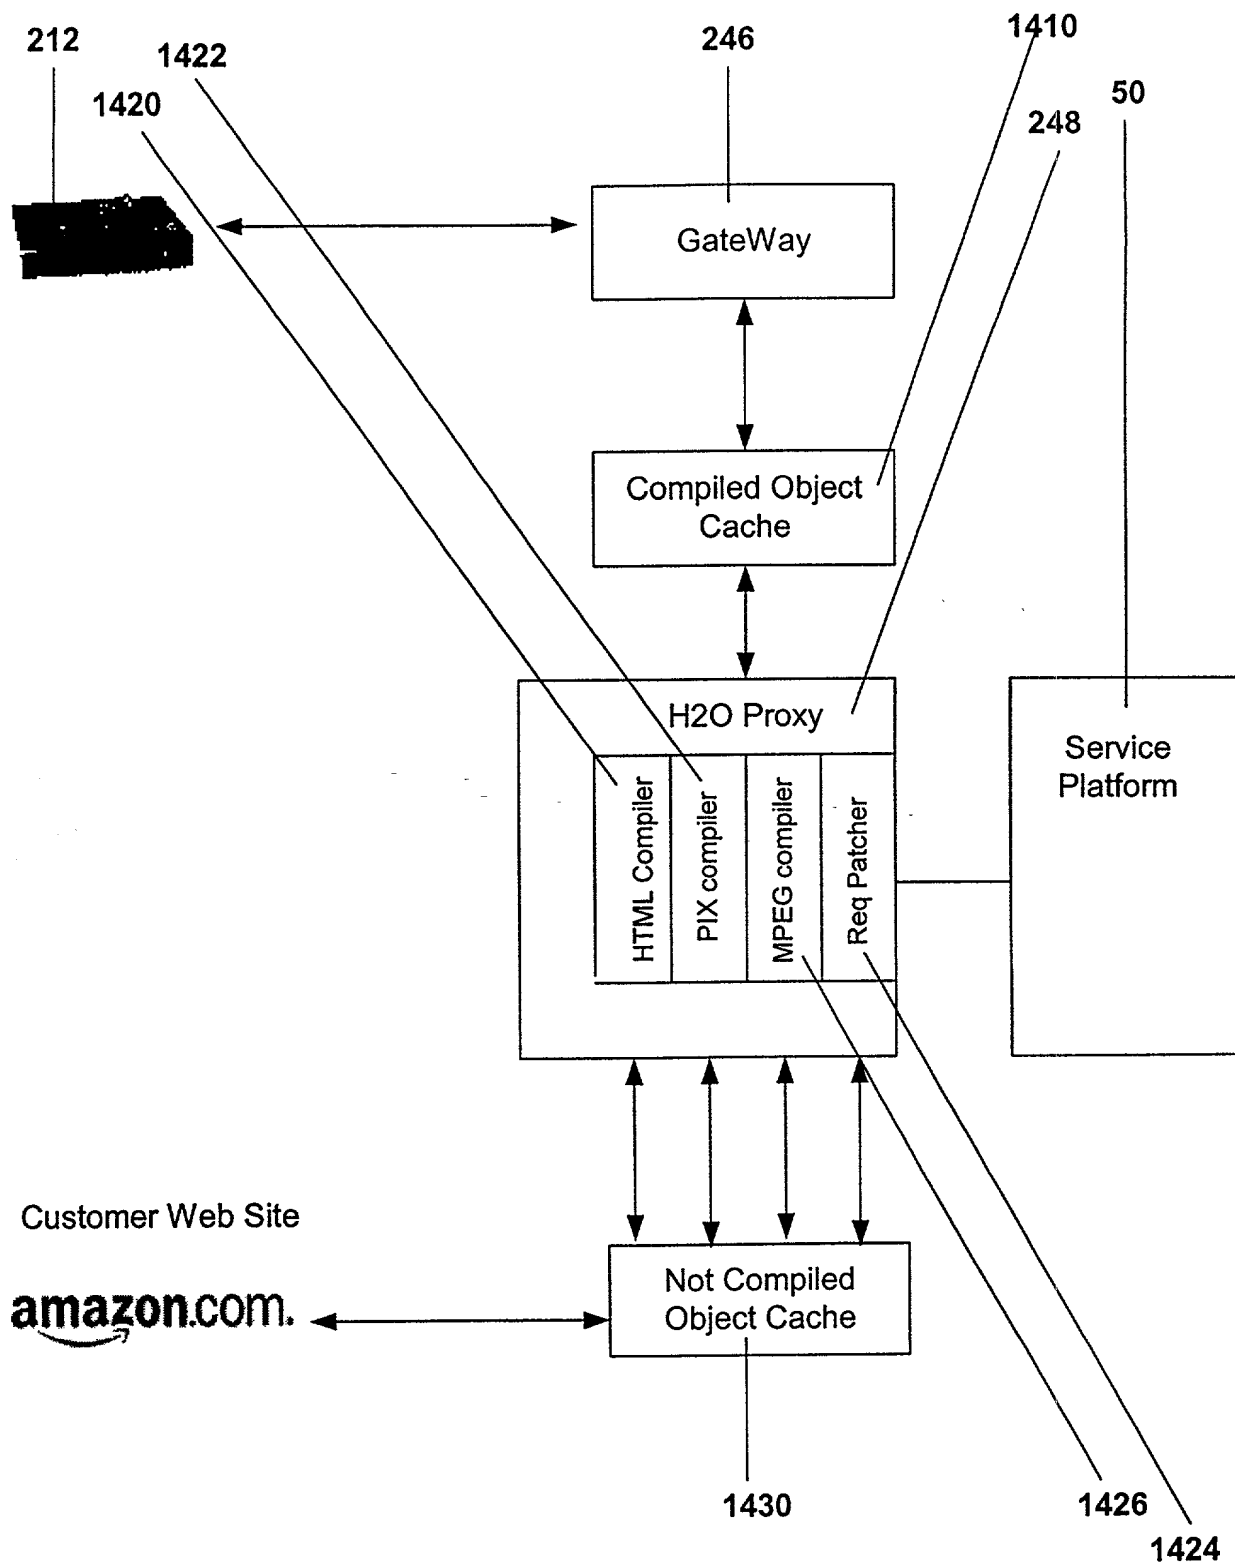 212
1422
246
1410
1420
50
248
GateWay
Compiled Object
Cache
H2O Proxy
HTML Compiler
PIX compiler
MPEG compiler
Req Patcher
Service
Platform
Customer Web Site
amazon.com.
Not Compiled
Object Cache
1430
1426
1424